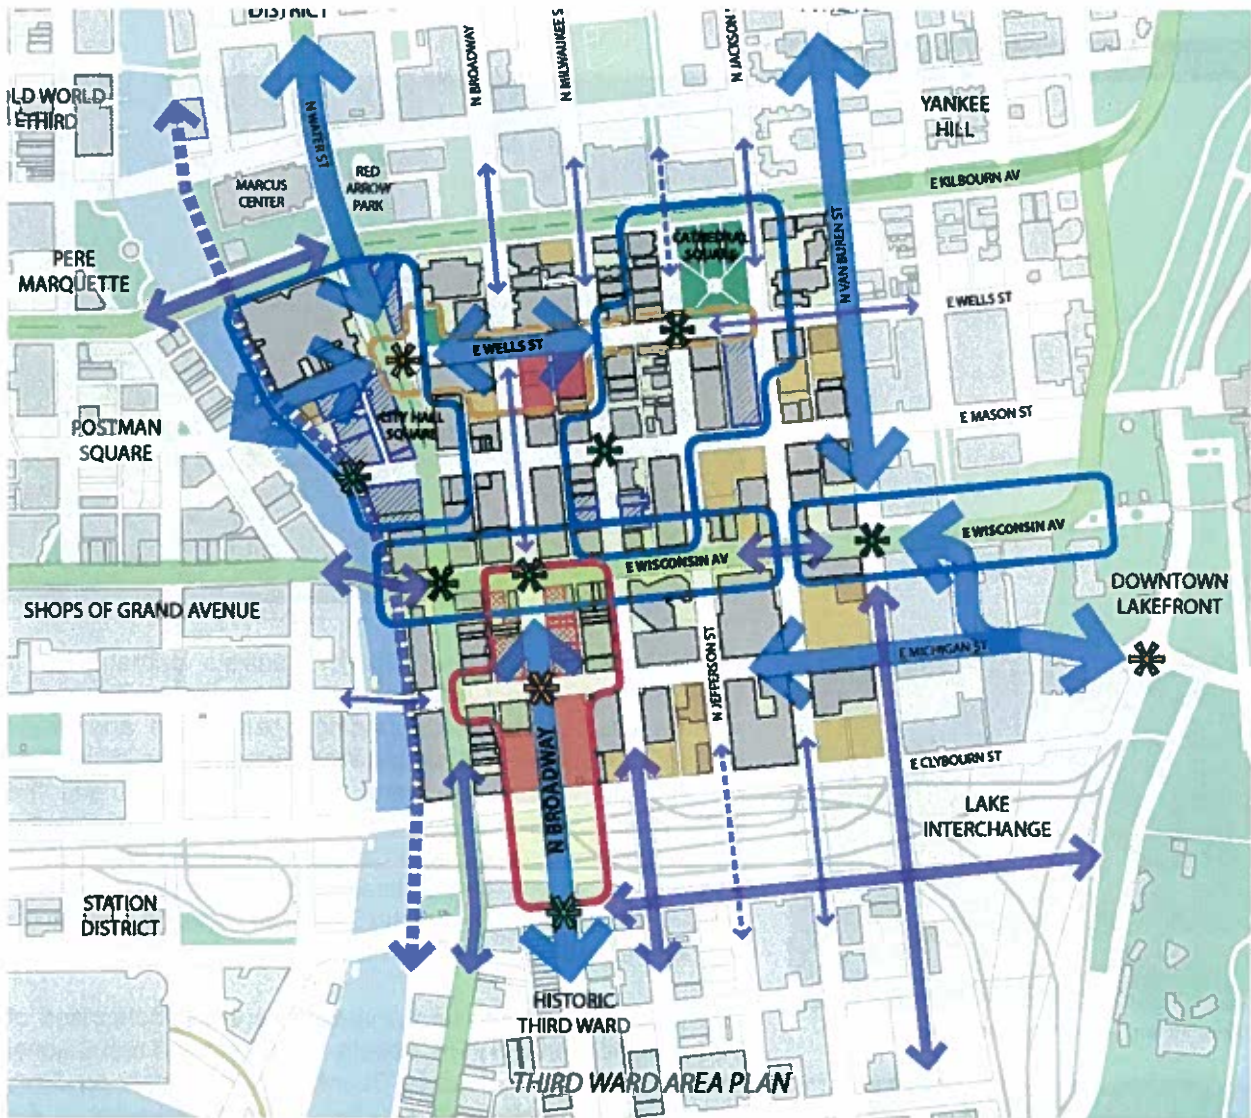 DISTRICT
N BROADWAY
N MILWAUKEE S
N JACKSON
LD WORLD
THIRD
N WATER ST
YANKEE
HILL
MARCUS
CENTER
RED
ARROW
PARK
E KILBOURN AV
PERE
MARQUETTE
CATHEDRAL
SQUARE
N VAN BUREN ST
E WELLS ST
E WELLS ST
POSTMAN
SQUARE
CITY HALL
SQUARE
E MASON ST
E WISCONSIN AV
E WISCONSIN AV
SHOPS OF GRAND AVENUE
DOWNTOWN
LAKEFRONT
N JEFFERSON ST
E MICHIGAN ST
N BROADWAY
E CLYBOURN ST
LAKE
INTERCHANGE
STATION
DISTRICT
HISTORIC
THIRD WARD
THIRD WARD AREA PLAN